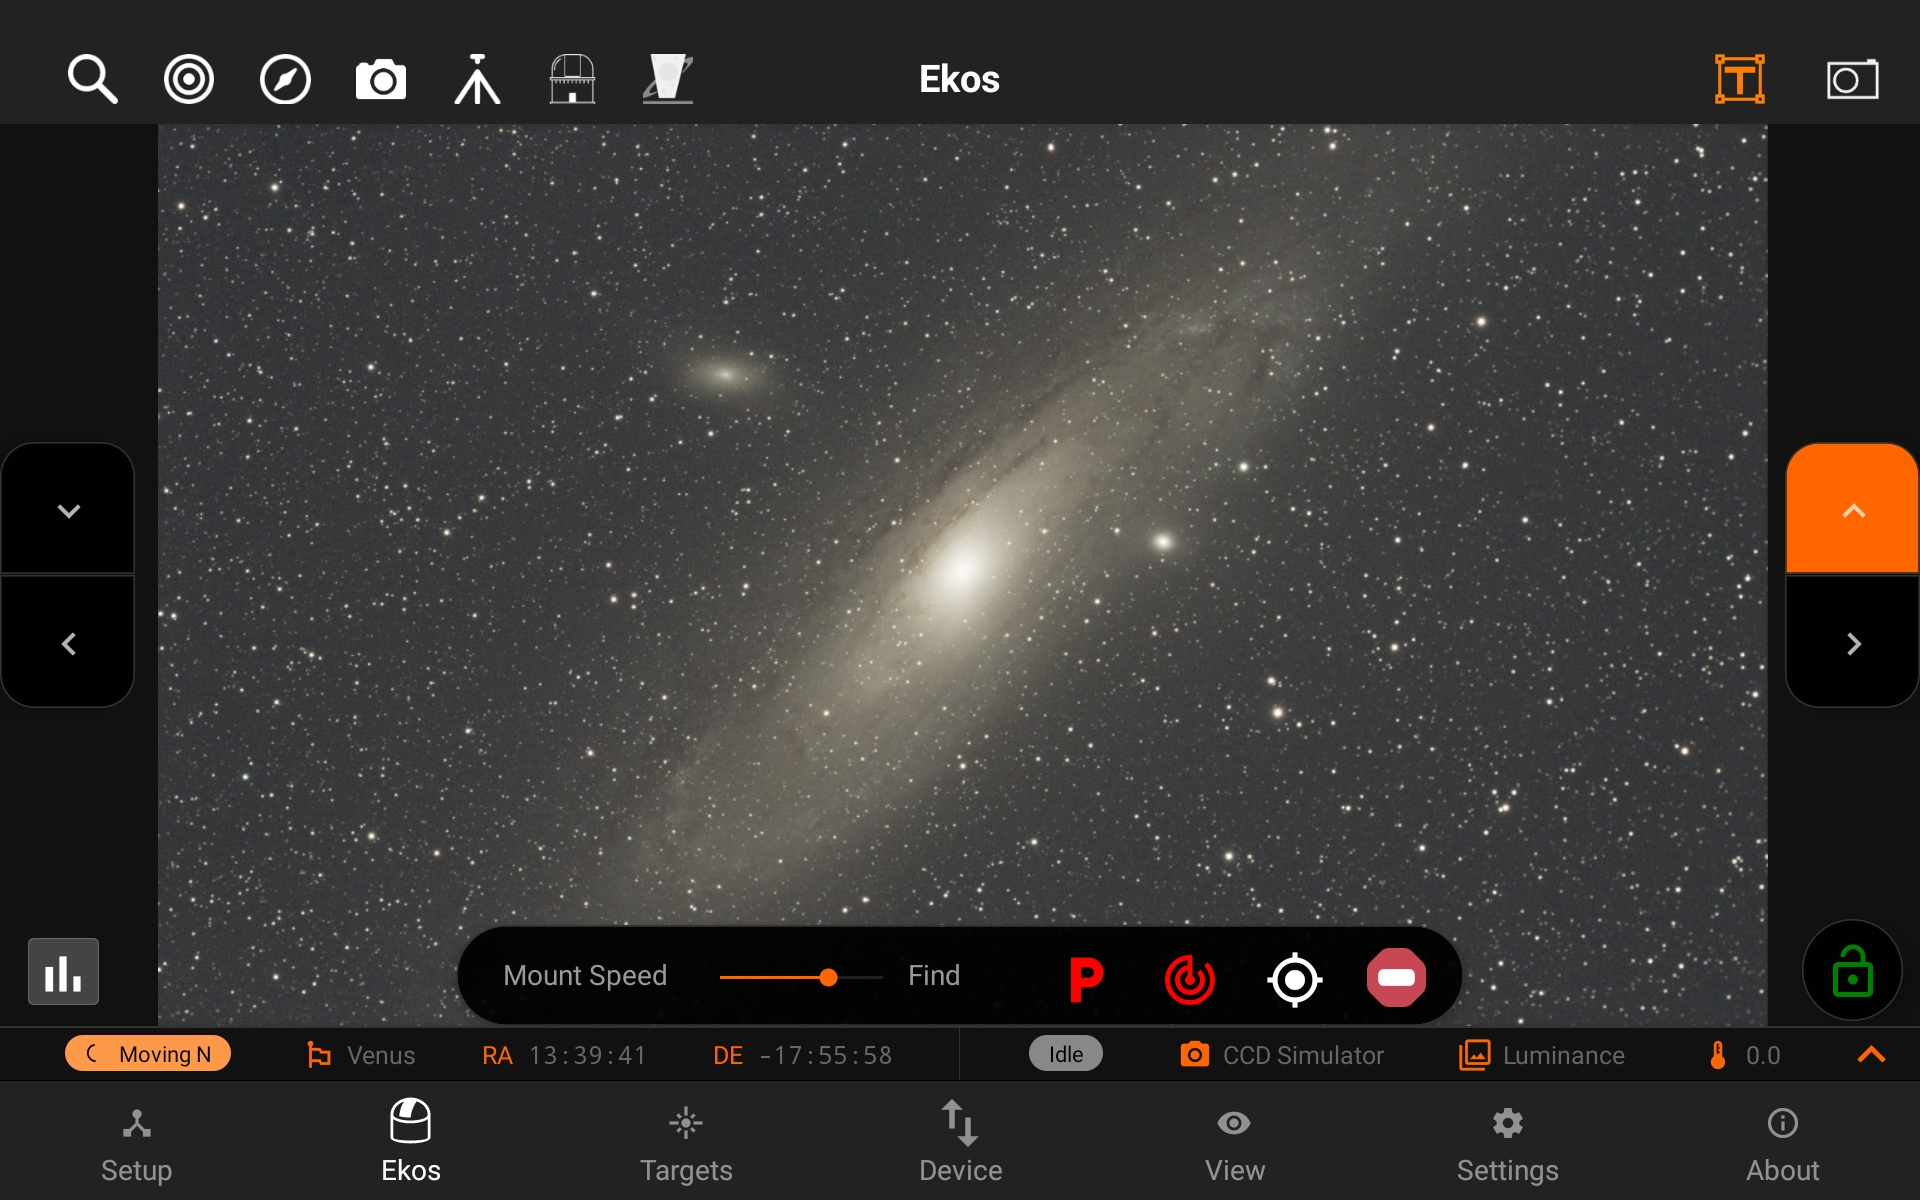 Ekos
T
Mount Speed
Find
P
Moving N
Venus
RA 13:39:41
DE -17:55:58
Idle
CCD Simulator
Luminance
0.0
Setup
Ekos
Targets
Device
View
Settings
About